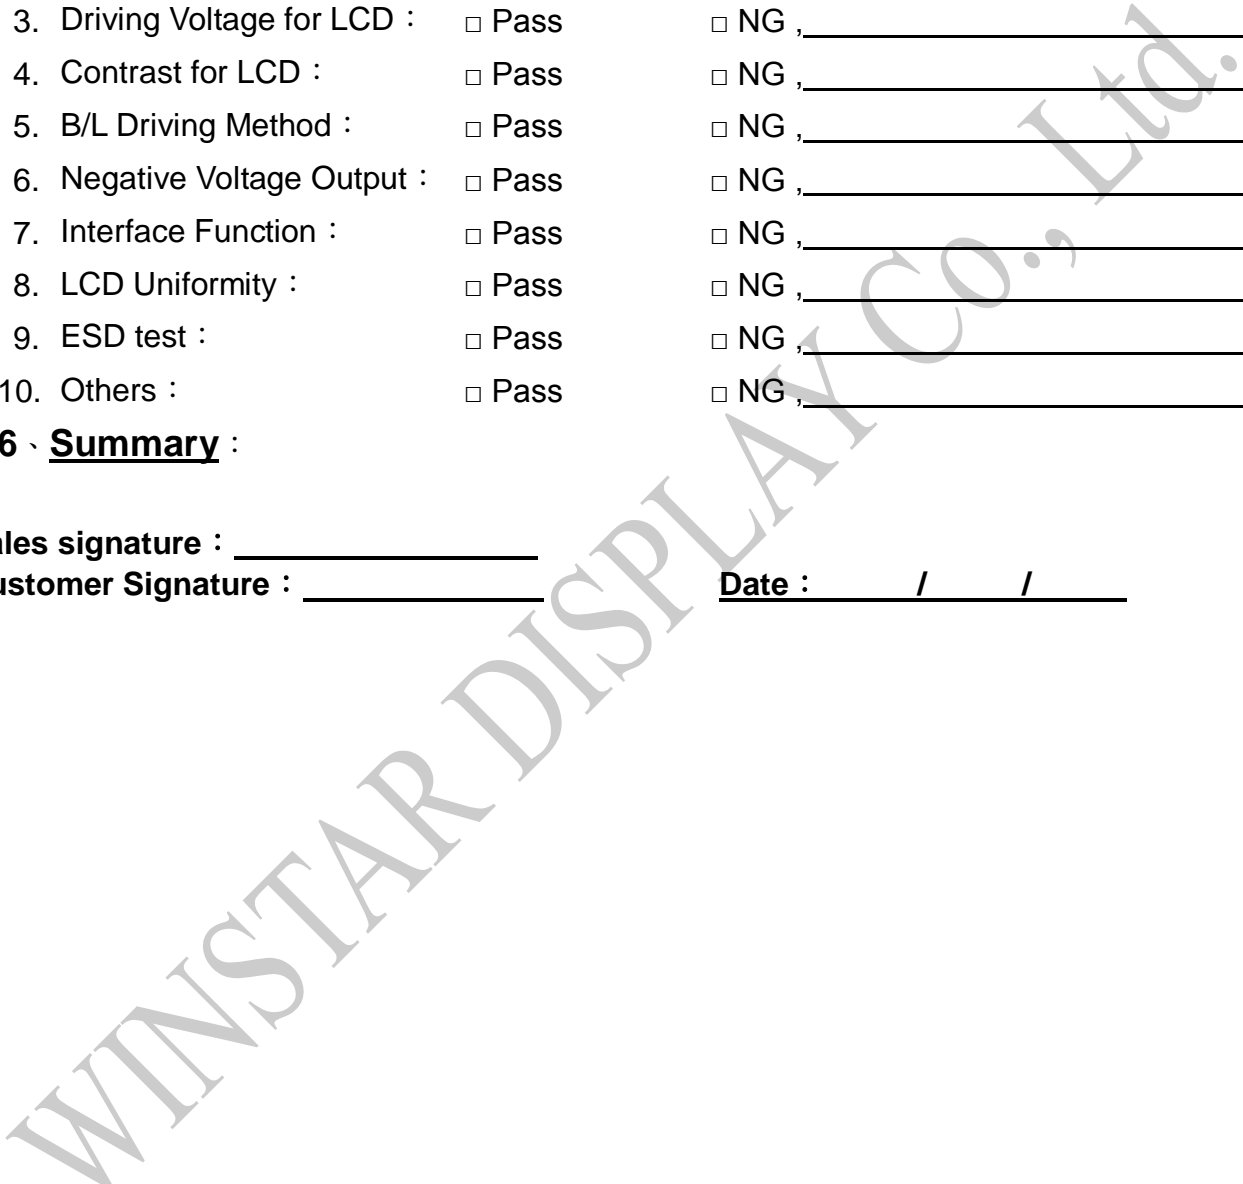 3. Driving Voltage for LCD： □ Pass □ NG ,
4. Contrast for LCD： □ Pass □ NG ,
5. B/L Driving Method： □ Pass □ NG ,
6. Negative Voltage Output： □ Pass □ NG ,
7. Interface Function： □ Pass □ NG ,
8. LCD Uniformity： □ Pass □ NG ,
9. ESD test： □ Pass □ NG ,
10. Others： □ Pass □ NG ,
6、Summary：
ales signature：
ustomer Signature： Date： / /
WINSTAR DISPLAY Co., Ltd.